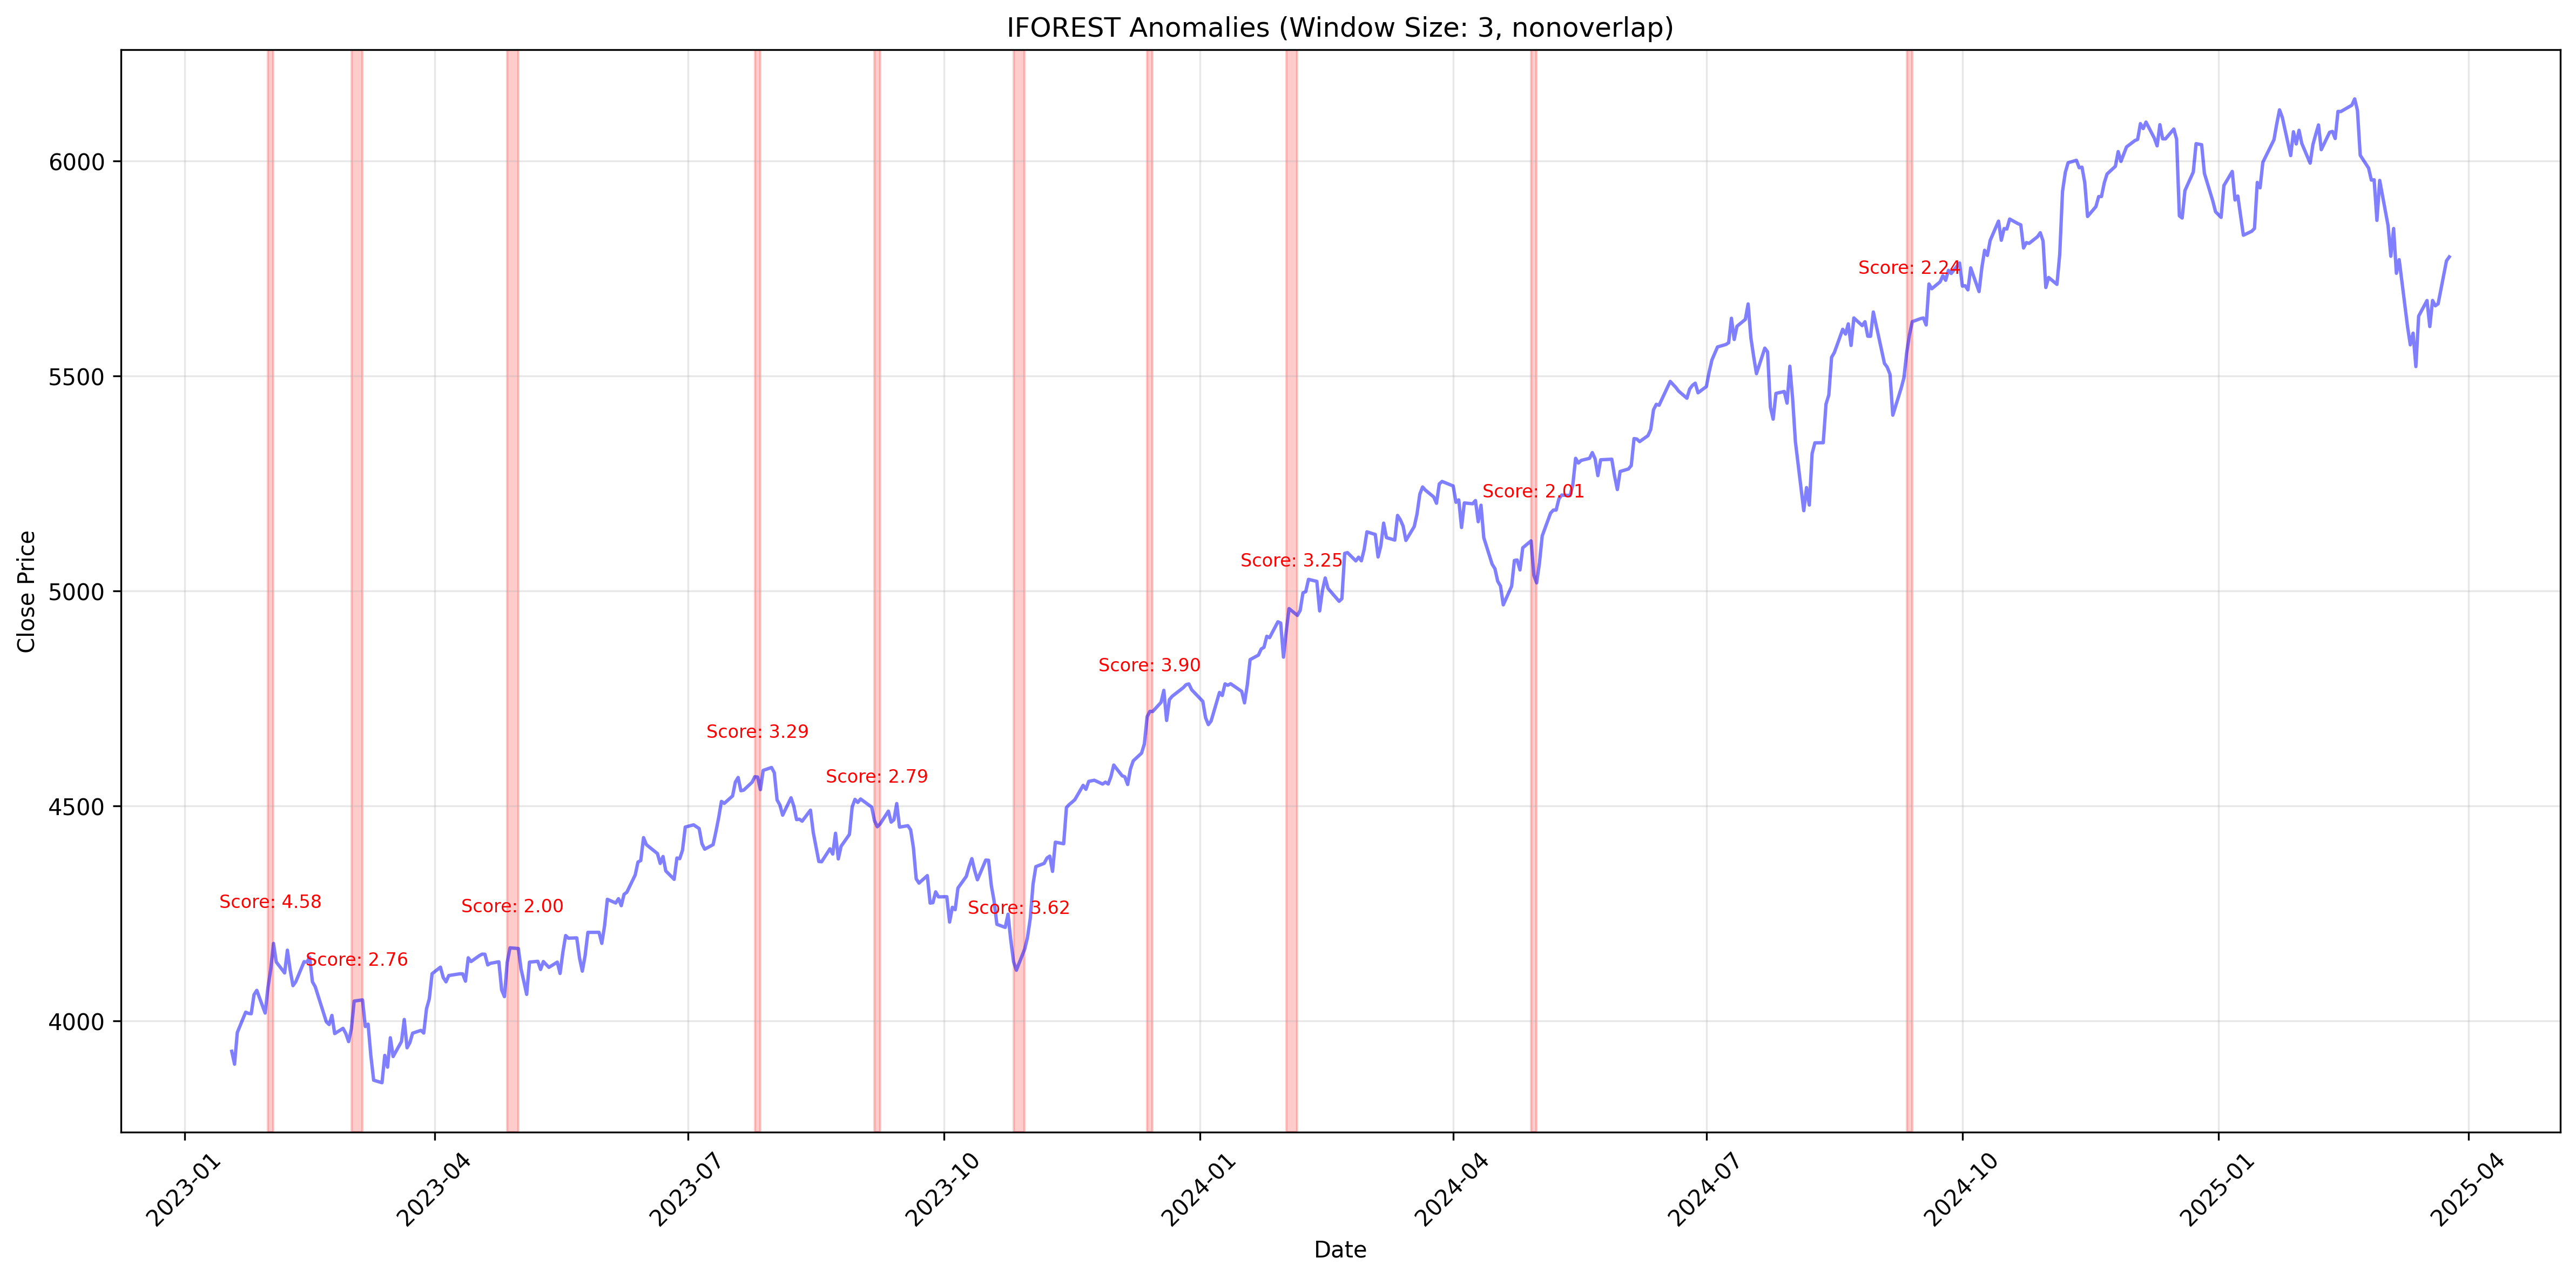 IFOREST Anomalies (Window Size: 3, nonoverlap)
Close Price
6000
5500
5000
4500
4000
Score: 4.58
Score: 2.76
Score: 2.00
Score: 3.29
Score: 2.79
Score: 3.62
Score: 3.90
Score: 3.25
Score: 2.01
Score: 2.24
2023-01
2023-04
2023-07
2023-10
2024-01
2024-04
2024-07
2024-10
2025-01
2025-04
Date